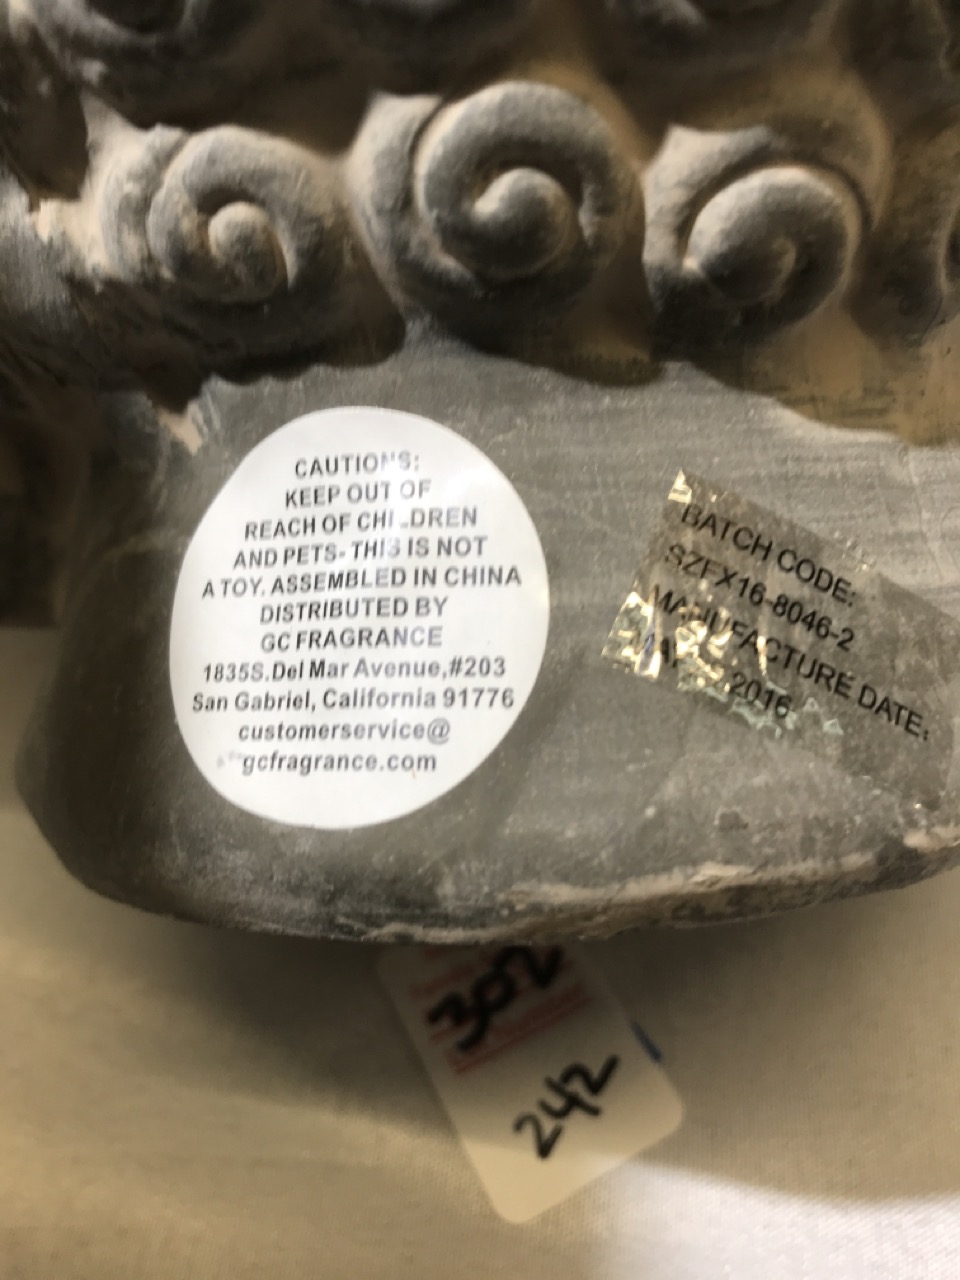 CAUTIONS:
KEEP OUT OF
REACH OF CHILDREN
AND PETS- THIS IS NOT
A TOY. ASSEMBLED IN CHINA
DISTRIBUTED BY
GC FRAGRANCE
1835S.Del Mar Avenue,#203
San Gabriel, California 91776
customerservice@
gcfragrance.com
BATCH CODE:
SZFX16-8046-2
MANUFACTURE DATE:
2016
302
242